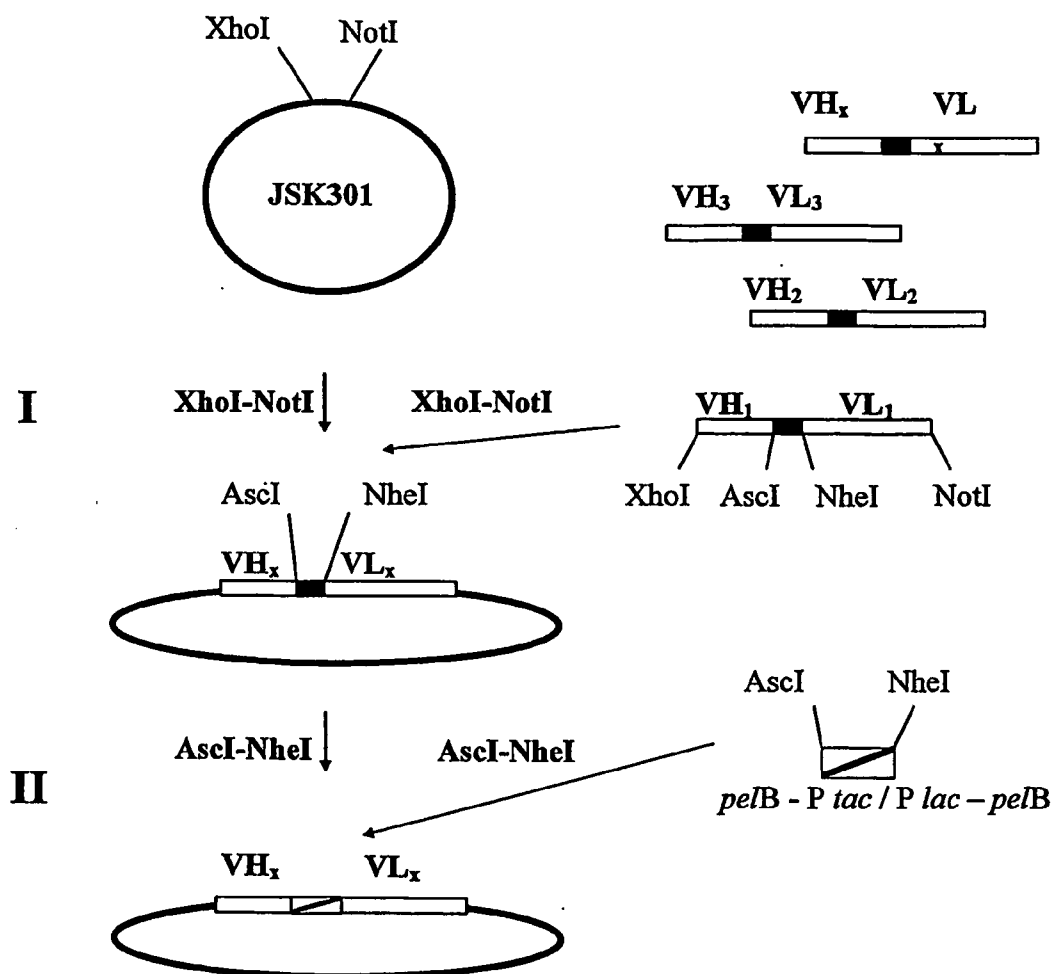 XhoI NotI
JSK301
VHx VL
x
VH3 VL3
VH2 VL2
I
XhoI-NotI XhoI-NotI
VH1 VL1
XhoI AscI NheI NotI
AscI NheI
VHx VLx
AscI NheI
II
AscI-NheI AscI-NheI
pelB - P tac / P lac – pelB
VHx VLx